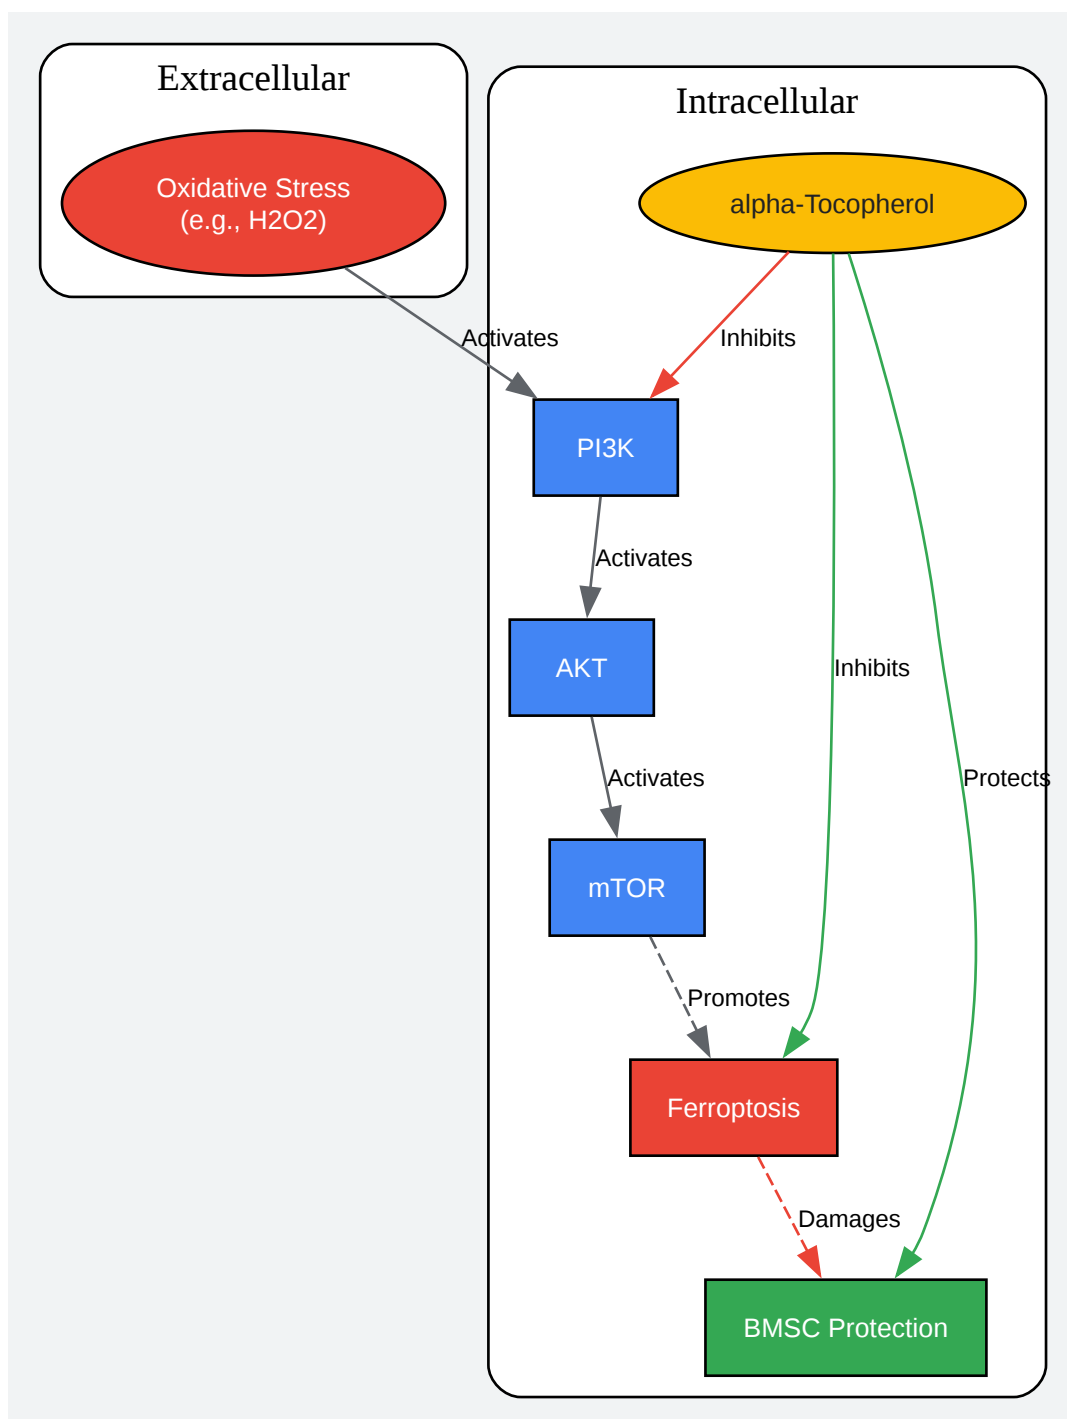 Extracellular
Intracellular
Oxidative Stress
(e.g., H2O2)
alpha-Tocopherol
Activates
Inhibits
PI3K
Activates
AKT
Inhibits
Activates
Protects
mTOR
Promotes
Ferroptosis
Damages
BMSC Protection